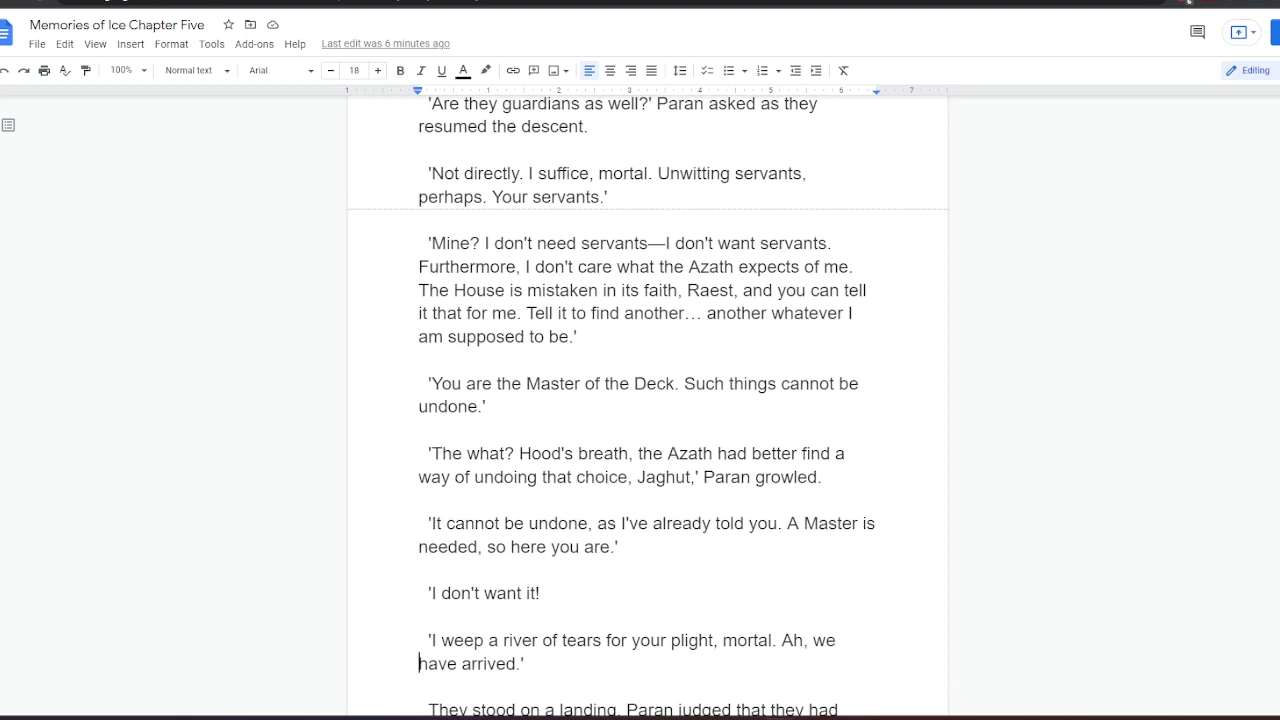 Memories of Ice Chapter Five
File Edit View Insert Format Tools Add-ons Help Last edit was 6 minutes ago
100% Normal text Arial 18 B I U A Editing
1 1 2 3 4 5 6 7
'Are they guardians as well?' Paran asked as they
resumed the descent.
'Not directly. I suffice, mortal. Unwitting servants,
perhaps. Your servants.'
'Mine? I don't need servants—I don't want servants.
Furthermore, I don't care what the Azath expects of me.
The House is mistaken in its faith, Raest, and you can tell
it that for me. Tell it to find another… another whatever I
am supposed to be.'
'You are the Master of the Deck. Such things cannot be
undone.'
'The what? Hood's breath, the Azath had better find a
way of undoing that choice, Jaghut,' Paran growled.
'It cannot be undone, as I've already told you. A Master is
needed, so here you are.'
'I don't want it!
'I weep a river of tears for your plight, mortal. Ah, we
have arrived.'
They stood on a landing. Paran judged that they had